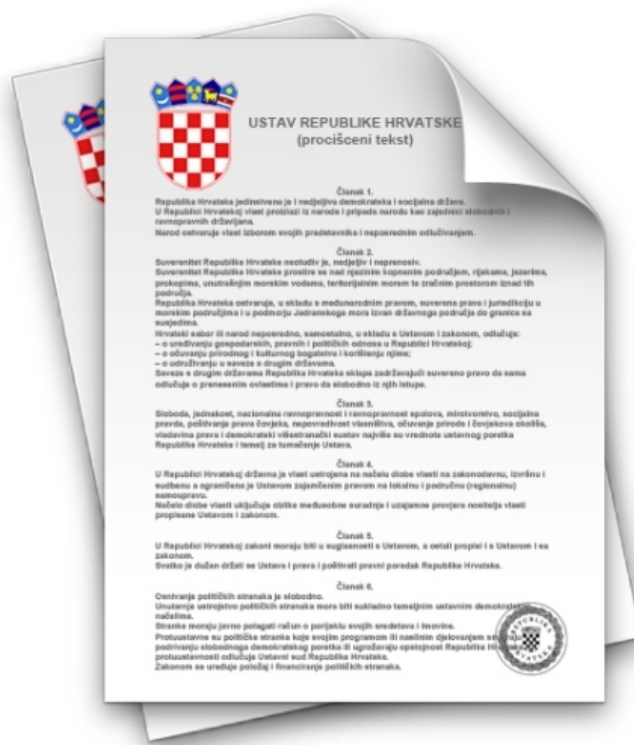 USTAV REPUBLIKE HRVATSKE
(procišceni tekst)
Članak 1.
Republika Hrvatska jedinstvena je i nedjeljiva demokratska i socijalna država.
U Republici Hrvatskoj vlast proizlazi iz naroda i pripada narodu kao zajednici slobodnih i
ravnopravnih državljana.
Narod ostvaruje vlast izborom svojih predstavnika i neposrednim odlučivanjem.
Članak 2.
Suverenitet Republike Hrvatske neotuđiv je, nedjeljiv i neprenosiv.
Suverenitet Republike Hrvatske prostire se nad njezinim kopnenim područjem, rijekama, jezerima,
prokopima, unutrašnjim morskim vodama, teritorijalnim morem te zračnim prostorom iznad tih
područja.
Republika Hrvatska ostvaruje, u skladu s međunarodnim pravom, suverena prava i jurisdikciju u
morskim područjima i u podmorju Jadranskoga mora izvan državnoga područja do granica sa
susjedima.
Hrvatski sabor ili narod neposredno, samostalno, u skladu s Ustavom i zakonom, odlučuje:
– o uređivanju gospodarskih, pravnih i političkih odnosa u Republici Hrvatskoj;
– o očuvanju prirodnog i kulturnog bogatstva i korištenju njime;
– o udruživanju u saveze s drugim državama.
Saveze s drugim državama Republika Hrvatska sklapa zadržavajući suvereno pravo da sama
odlučuje o prenesenim ovlastima i pravo da slobodno iz njih istupa.
Članak 3.
Sloboda, jednakost, nacionalna ravnopravnost i ravnopravnost spolova, mirotvorstvo, socijalna
pravda, poštivanje prava čovjeka, nepovredivost vlasništva, očuvanje prirode i čovjekova okoliša,
vladavina prava i demokratski višestranački sustav najviše su vrednote ustavnog poretka
Republike Hrvatske i temelj za tumačenje Ustava.
Članak 4.
U Republici Hrvatskoj državna je vlast ustrojena na načelu diobe vlasti na zakonodavnu, izvršnu i
sudbenu a ograničena je Ustavom zajamčenim pravom na lokalnu i područnu (regionalnu)
samoupravu.
Načelo diobe vlasti uključuje oblike međusobne suradnje i uzajamne provjere nositelja vlasti
propisane Ustavom i zakonom.
Članak 5.
U Republici Hrvatskoj zakoni moraju biti u suglasnosti s Ustavom, a ostali propisi i s Ustavom i sa
zakonom.
Svatko je dužan držati se Ustava i prava i poštivati pravni poredak Republike Hrvatske.
Članak 6.
Osnivanje političkih stranaka je slobodno.
Unutarnje ustrojstvo političkih stranaka mora biti sukladno temeljnim ustavnim demokrat
načelima.
Stranke moraju javno polagati račun o porijeklu svojih sredstava i imovine.
Protuustavne su političke stranke koje svojim programom ili nasilnim djelovanjem
podrivanju slobodnoga demokratskog poretka ili ugrožavaju opstojnost Republike
protuustavnosti odlučuje Ustavni sud Republike Hrvatske.
Zakonom se uređuje položaj i financiranje političkih stranaka.